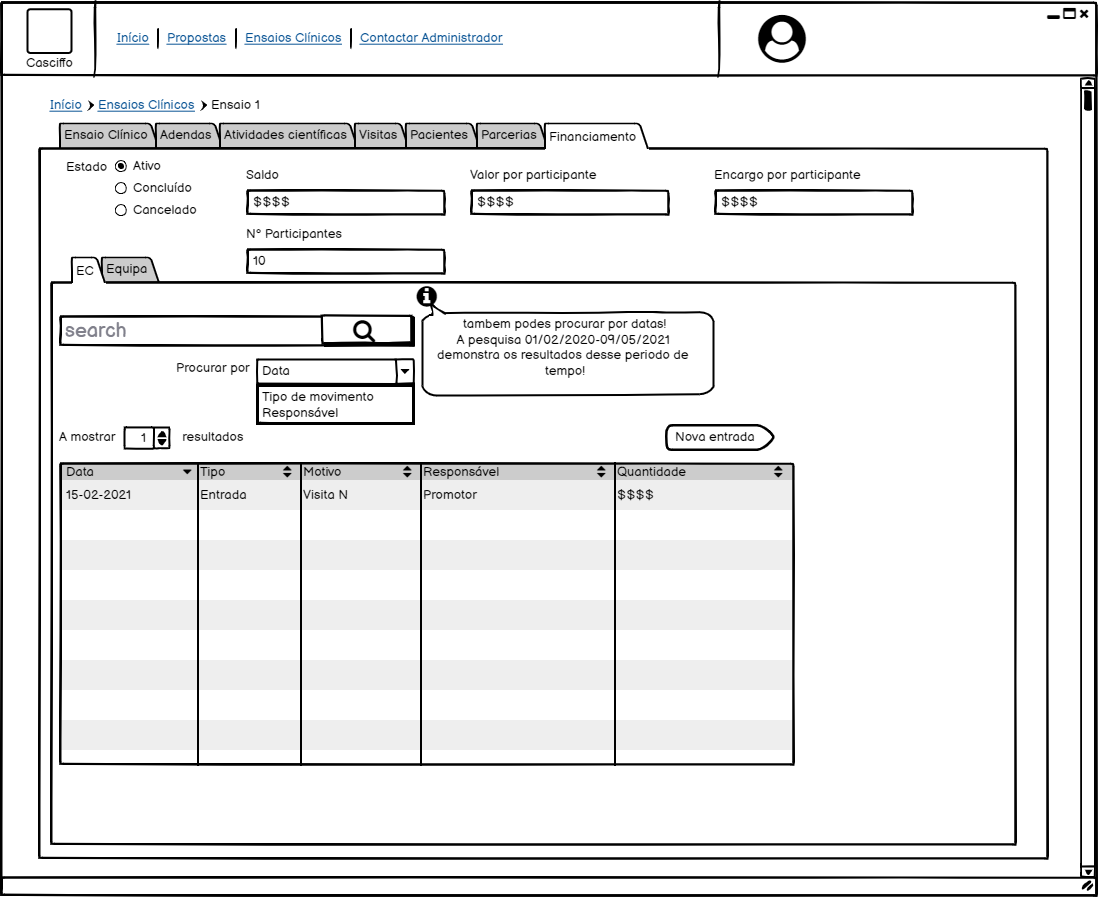 Casciffo
Início
Propostas
Ensaios Clínicos
Contactar Administrador
Início
Ensaios Clínicos
Ensaio 1
Ensaio Clínico
Adendas
Atividades científicas
Visitas
Pacientes
Parcerias
Financiamento
Estado
Ativo
Concluído
Cancelado
Saldo
$$$$
Valor por participante
$$$$
Encargo por participante
$$$$
Nº Participantes
10
EC
Equipa
search
i
tambem podes procurar por datas!
A pesquisa 01/02/2020-09/05/2021
demonstra os resultados desse periodo de
tempo!
Procurar por
Data
Tipo de movimento
Responsável
A mostrar
1
resultados
Nova entrada
Data
Tipo
Motivo
Responsável
Quantidade
15-02-2021
Entrada
Visita N
Promotor
$$$$